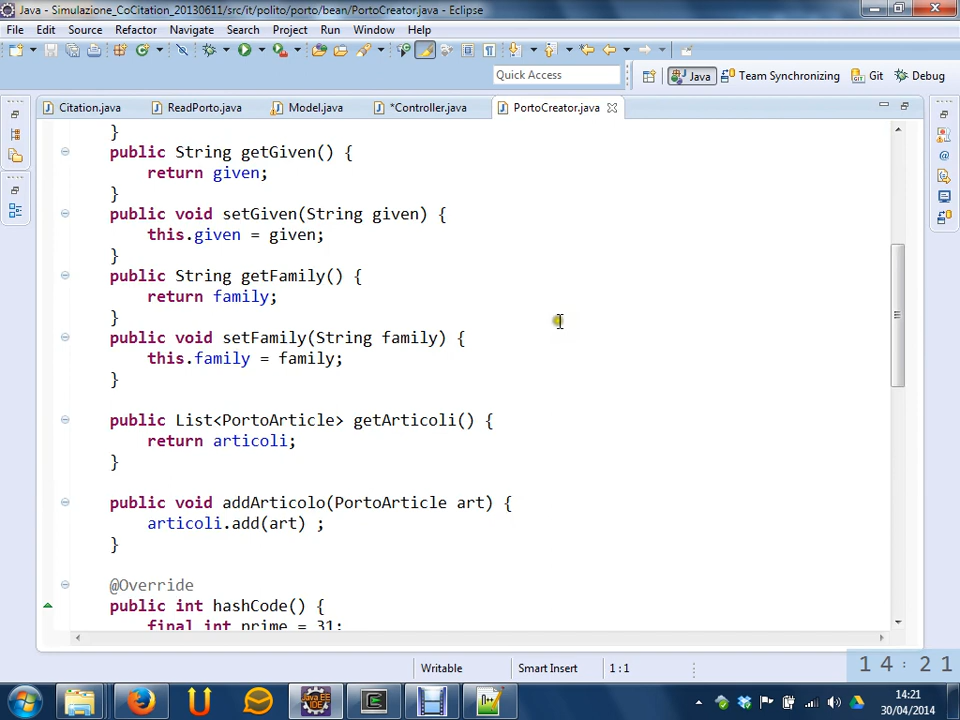 Java - Simulazione_CoCitation_20130611/src/it/polito/porto/bean/PortoCreator.java - Eclipse
File Edit Source Refactor Navigate Search Project Run Window Help
Quick Access
Java Team Synchronizing Git Debug
Citation.java ReadPorto.java Model.java *Controller.java PortoCreator.java
}
public String getGiven() {
return given;
}
public void setGiven(String given) {
this.given = given;
}
public String getFamily() {
return family;
}
public void setFamily(String family) {
this.family = family;
}
public List<PortoArticle> getArticoli() {
return articoli;
}
public void addArticolo(PortoArticle art) {
articoli.add(art) ;
}
@Override
public int hashCode() {
final int prime = 31;
Writable Smart Insert 1 : 1
14:21
Java EE
IDE
14:21
30/04/2014